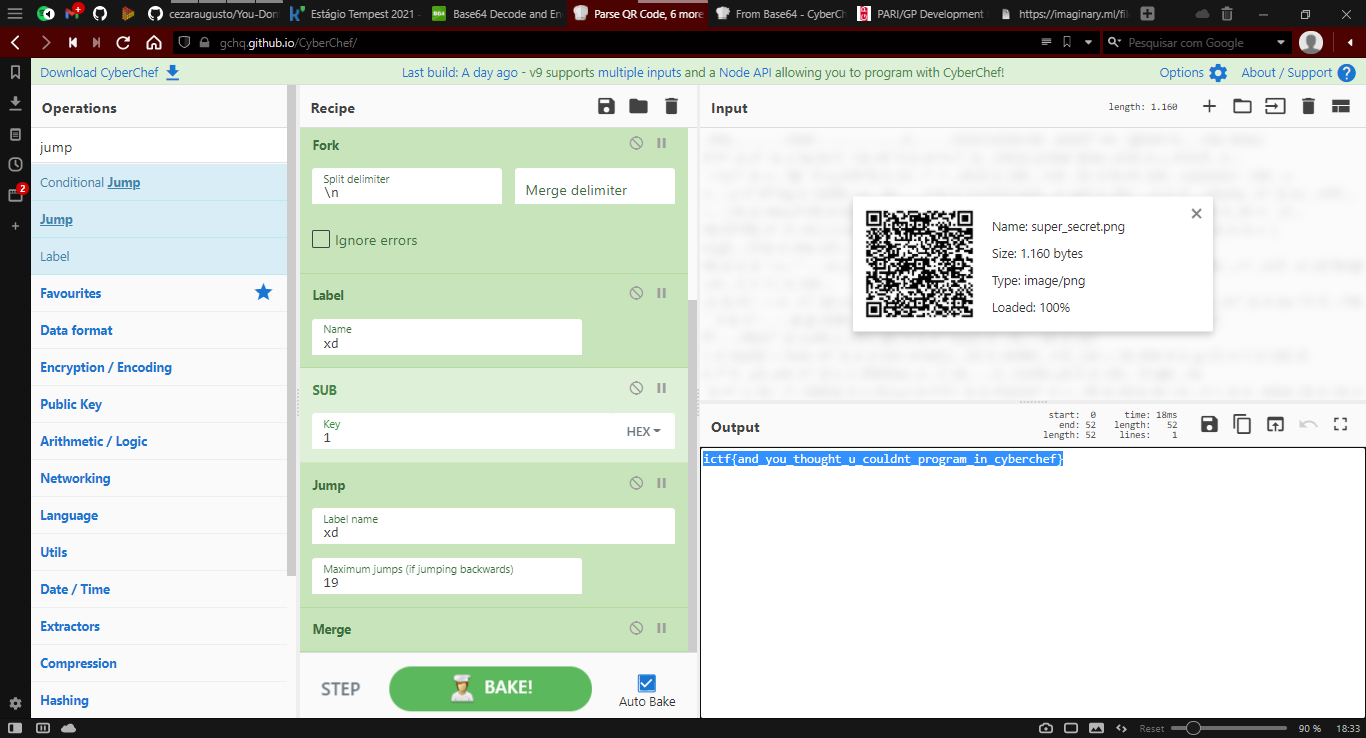 cezaraugusto/You-Don
Estágio Tempest 2021 -
Base64 Decode and En
Parse QR Code, 6 more
From Base64 - CyberCh
PARI/GP Development
https://imaginary.ml/fil
gchq.github.io/CyberChef/
Pesquisar com Google
Download CyberChef
Last build: A day ago - v9 supports multiple inputs and a Node API allowing you to program with CyberChef!
Options
About / Support
Operations
Recipe
Input
length: 1.160
jump
Conditional Jump
Jump
Label
Favourites
Data format
Encryption / Encoding
Public Key
Arithmetic / Logic
Networking
Language
Utils
Date / Time
Extractors
Compression
Hashing
2
Fork
Split delimiter
\n
Merge delimiter
Ignore errors
Label
Name
xd
SUB
Key
1
HEX
Jump
Label name
xd
Maximum jumps (if jumping backwards)
19
Merge
STEP
BAKE!
Auto Bake
Name: super_secret.png
Size: 1.160 bytes
Type: image/png
Loaded: 100%
Output
start: 0 time: 18ms
end: 52 length: 52
length: 52 lines: 1
ictf{and_you_thought_u_couldnt_program_in_cyberchef}
Reset
90 %
18:33